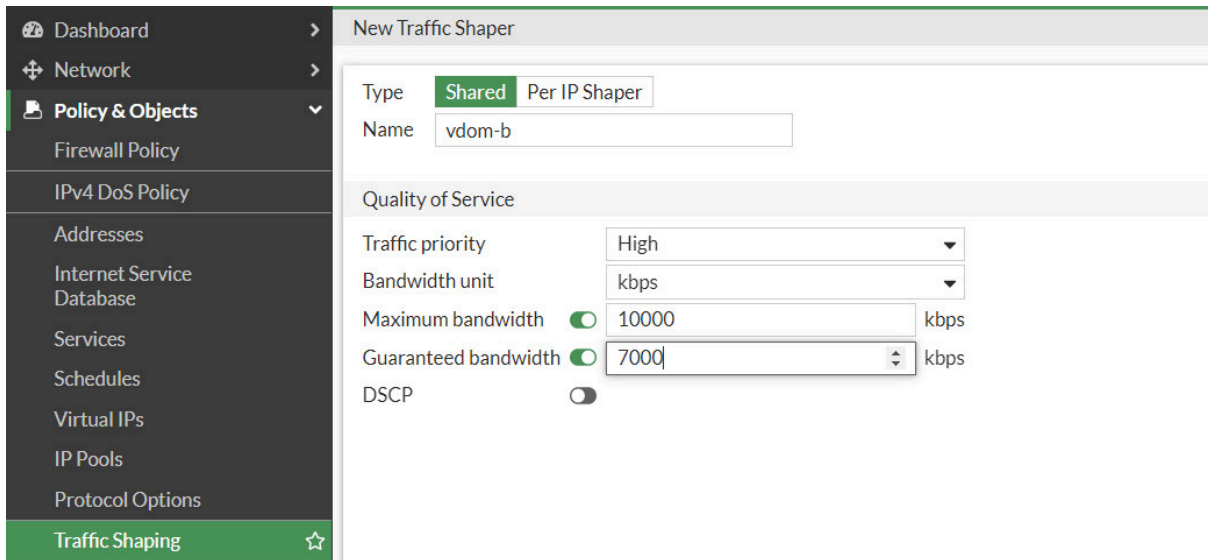 Dashboard
Network
Policy & Objects
Firewall Policy
IPv4 DoS Policy
Addresses
Internet Service
Database
Services
Schedules
Virtual IPs
IP Pools
Protocol Options
Traffic Shaping
New Traffic Shaper
Type Shared Per IP Shaper
Name vdom-b
Quality of Service
Traffic priority High
Bandwidth unit kbps
Maximum bandwidth 10000 kbps
Guaranteed bandwidth 7000 kbps
DSCP